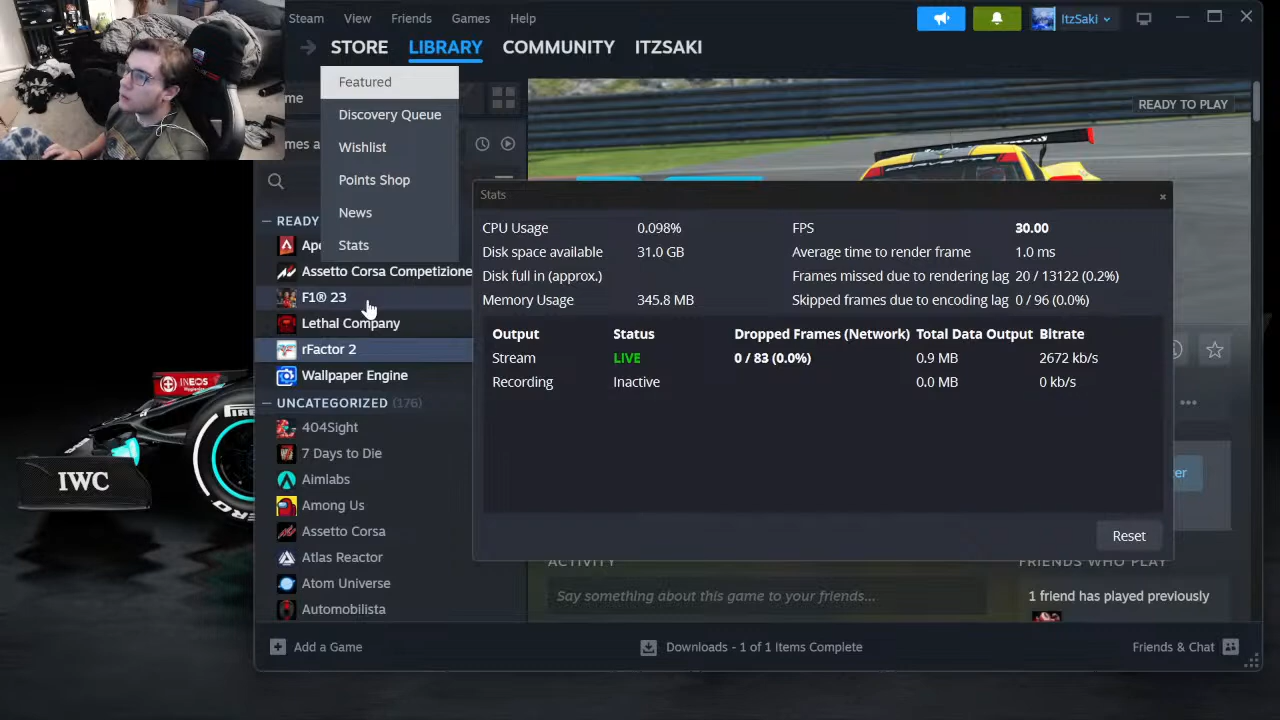 Steam View Friends Games Help ItzSaki
STORE LIBRARY COMMUNITY ITZSAKI
Featured
Discovery Queue
Wishlist
Points Shop
News
Stats
READY TO PLAY
READY
Assetto Corsa Competizione
F1® 23
Lethal Company
rFactor 2
Wallpaper Engine
UNCATEGORIZED (176)
404Sight
7 Days to Die
Aimlabs
Among Us
Assetto Corsa
Atlas Reactor
Atom Universe
Automobilista
Stats
CPU Usage 0.098% FPS 30.00
Disk space available 31.0 GB Average time to render frame 1.0 ms
Disk full in (approx.) Frames missed due to rendering lag 20 / 13122 (0.2%)
Memory Usage 345.8 MB Skipped frames due to encoding lag 0 / 96 (0.0%)
Output Status Dropped Frames (Network) Total Data Output Bitrate
Stream LIVE 0 / 83 (0.0%) 0.9 MB 2672 kb/s
Recording Inactive 0.0 MB 0 kb/s
Reset
ACTIVITY
Say something about this game to your friends...
FRIENDS WHO PLAY
1 friend has played previously
Add a Game
Downloads - 1 of 1 Items Complete
Friends & Chat
INEOS
IWC